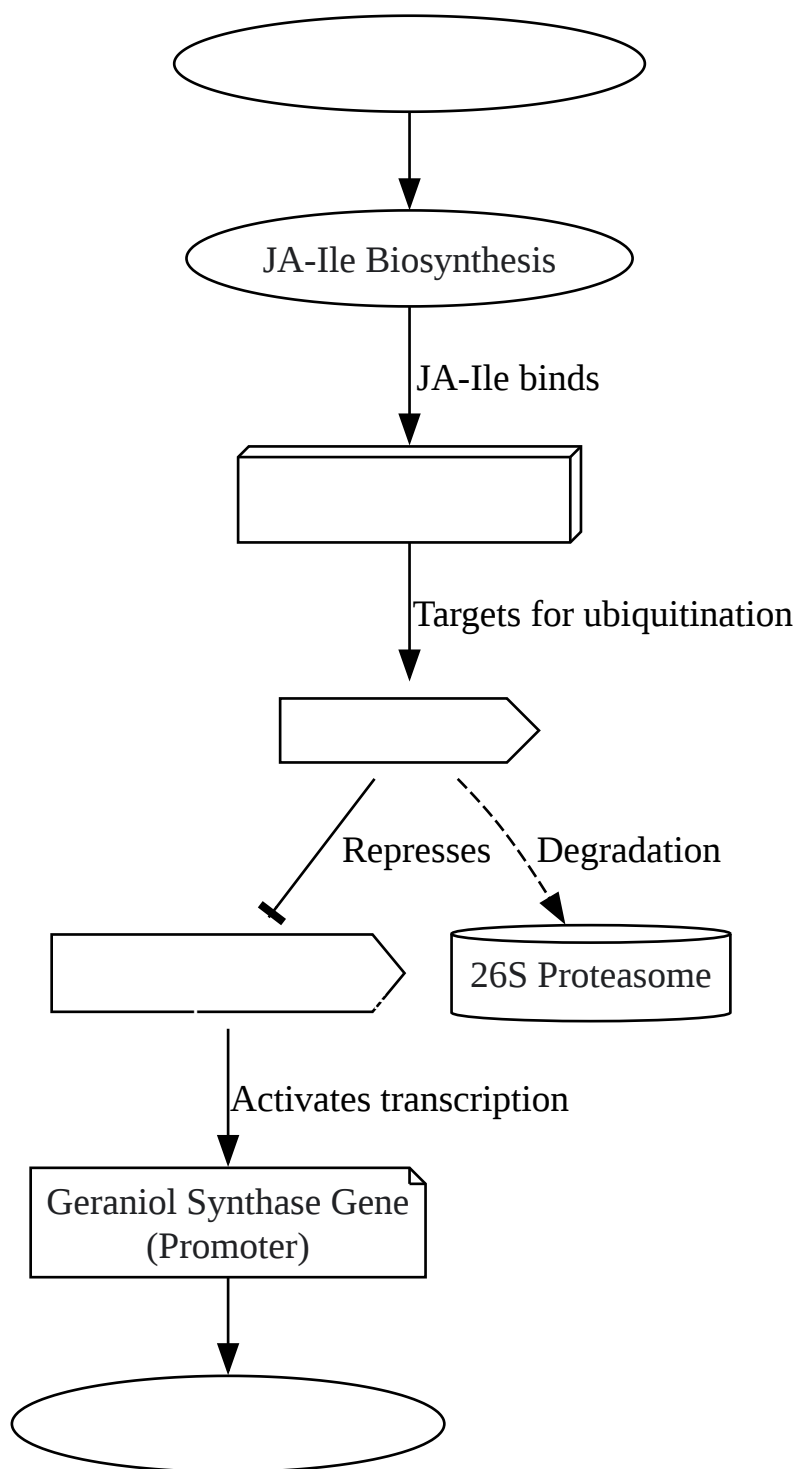 JA-Ile Biosynthesis
JA-Ile binds
Targets for ubiquitination
Represses
Degradation
26S Proteasome
Activates transcription
Geraniol Synthase Gene
(Promoter)